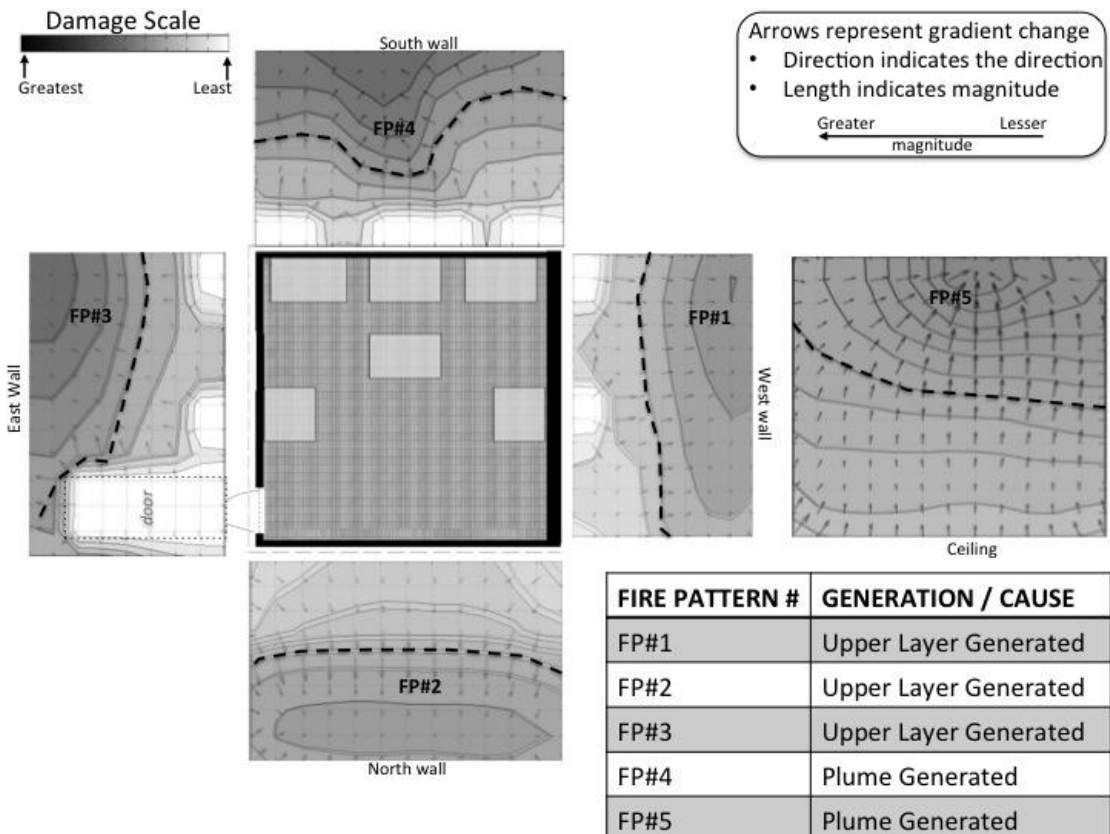 Damage Scale
Greatest
Least
South wall
Arrows represent gradient change
• Direction indicates the direction
• Length indicates magnitude
Greater
Lesser
magnitude
FP#4
East Wall
FP#3
door
FP#1
West wall
FP#5
Ceiling
FP#2
North wall
FIRE PATTERN # GENERATION / CAUSE
FP#1 Upper Layer Generated
FP#2 Upper Layer Generated
FP#3 Upper Layer Generated
FP#4 Plume Generated
FP#5 Plume Generated